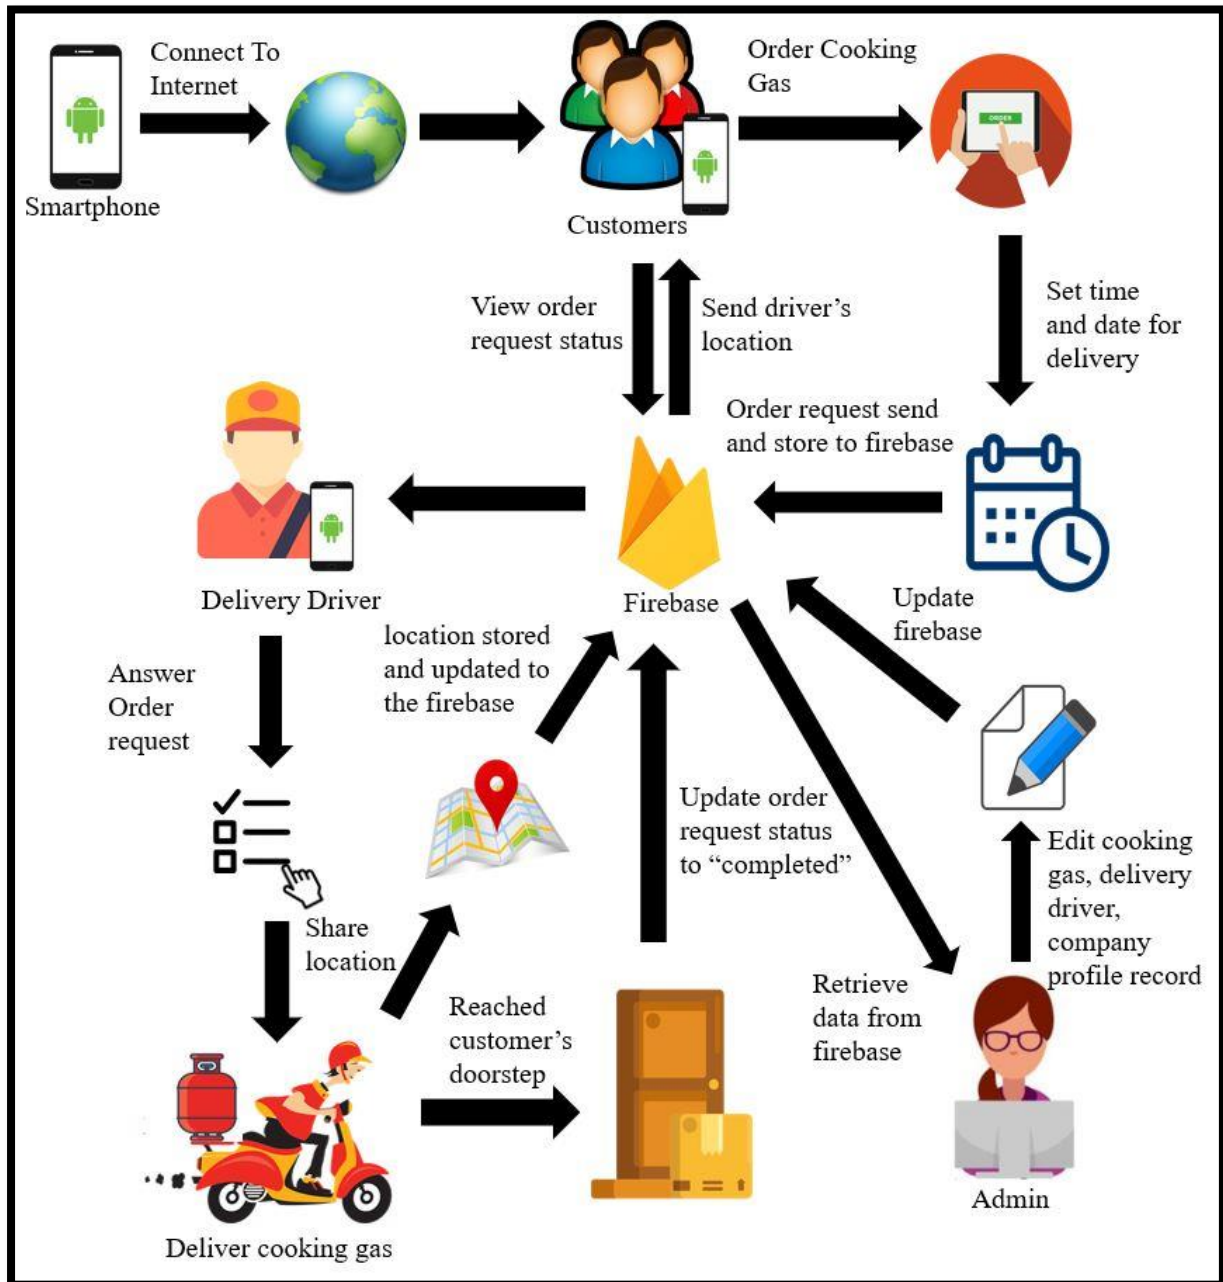 Connect To
Internet
Order Cooking
Gas
ORDER
Smartphone
Customers
View order
request status
Send driver’s
location
Set time
and date for
delivery
Order request send
and store to firebase
Delivery Driver
Firebase
Update
firebase
location stored
and updated to
the firebase
Answer
Order
request
Update order
request status
to “completed”
Edit cooking
gas, delivery
driver,
company
profile record
Share
location
Reached
customer’s
doorstep
Retrieve
data from
firebase
Admin
Deliver cooking gas